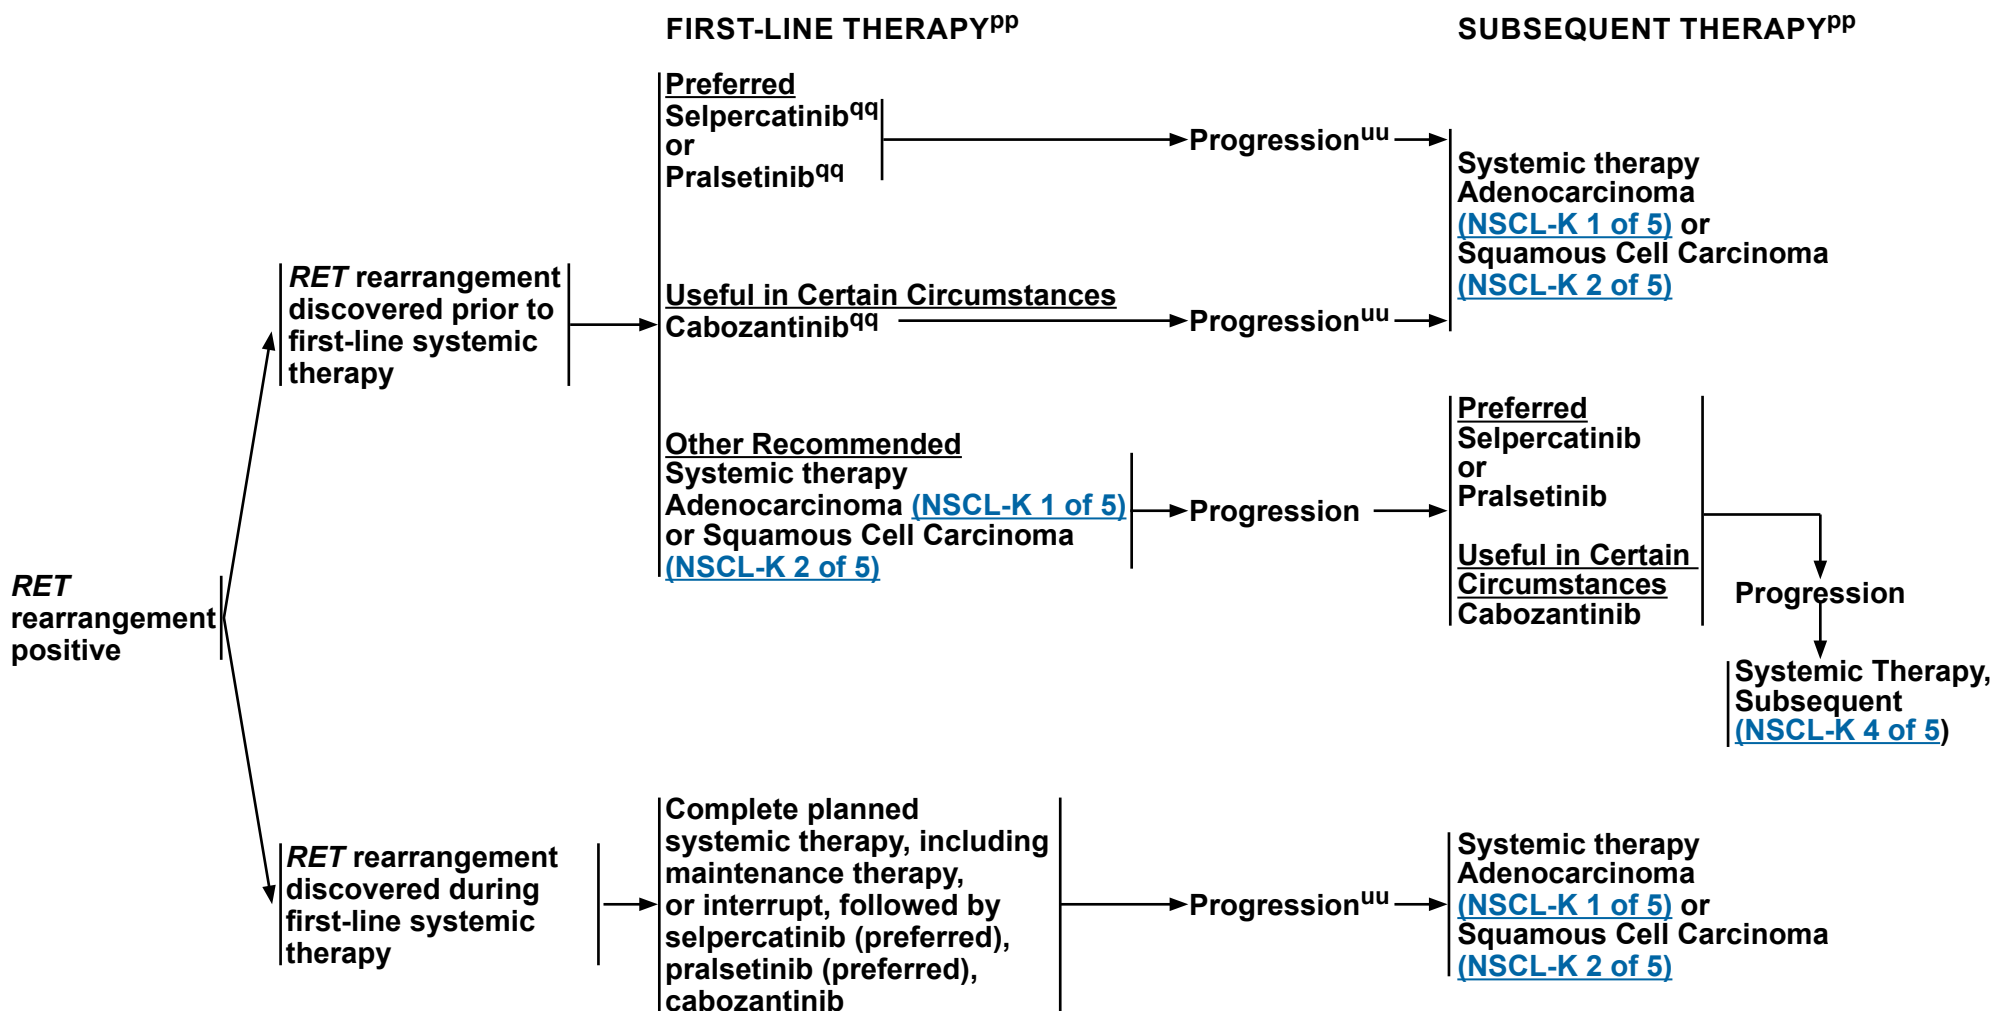 FIRST-LINE THERAPYpp
SUBSEQUENT THERAPYpp
RET
rearrangement
positive
RET rearrangement
discovered prior to
first-line systemic
therapy
Preferred
Selpercatinibqq
or
Pralsetinibqq
Progressionuu
Useful in Certain Circumstances
Cabozantinibqq
Progressionuu
Systemic therapy
Adenocarcinoma
(NSCL-K 1 of 5) or
Squamous Cell Carcinoma
(NSCL-K 2 of 5)
Other Recommended
Systemic therapy
Adenocarcinoma (NSCL-K 1 of 5)
or Squamous Cell Carcinoma
(NSCL-K 2 of 5)
Progression
Preferred
Selpercatinib
or
Pralsetinib
Useful in Certain
Circumstances
Cabozantinib
Progression
Systemic Therapy,
Subsequent
(NSCL-K 4 of 5)
RET rearrangement
discovered during
first-line systemic
therapy
Complete planned
systemic therapy, including
maintenance therapy,
or interrupt, followed by
selpercatinib (preferred),
pralsetinib (preferred),
cabozantinib
Progressionuu
Systemic therapy
Adenocarcinoma
(NSCL-K 1 of 5) or
Squamous Cell Carcinoma
(NSCL-K 2 of 5)